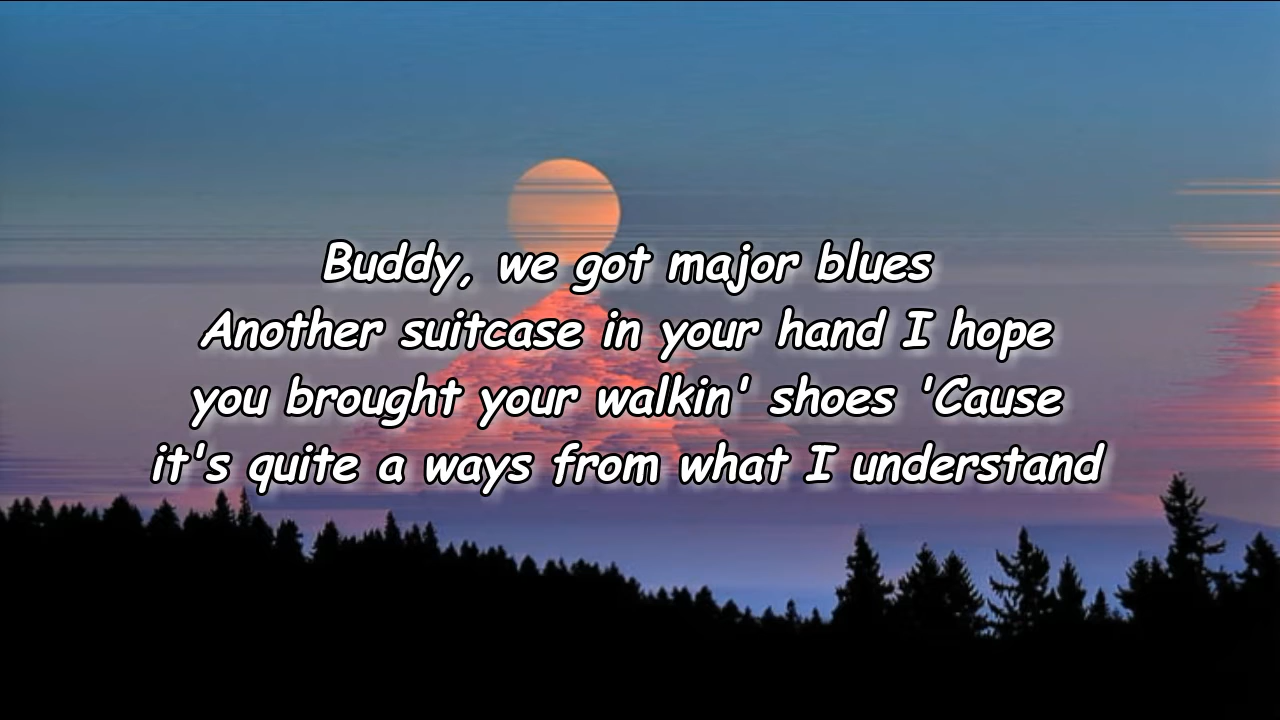 Buddy, we got major blues
Another suitcase in your hand I hope
you brought your walkin' shoes 'Cause
it's quite a ways from what I understand